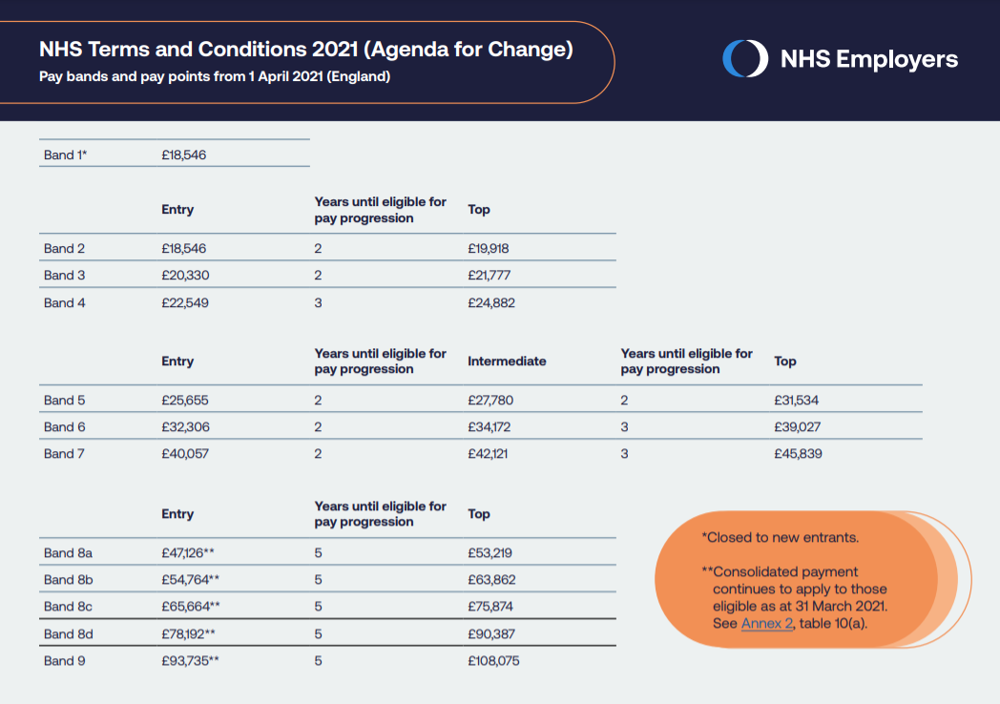 NHS Terms and Conditions 2021 (Agenda for Change)
Pay bands and pay points from 1 April 2021 (England)
NHS Employers
Band 1* £18,546
Entry Years until eligible for pay progression Top
Band 2 £18,546 2 £19,918
Band 3 £20,330 2 £21,777
Band 4 £22,549 3 £24,882
Entry Years until eligible for pay progression Intermediate Years until eligible for pay progression Top
Band 5 £25,655 2 £27,780 2 £31,534
Band 6 £32,306 2 £34,172 3 £39,027
Band 7 £40,057 2 £42,121 3 £45,839
Entry Years until eligible for pay progression Top
Band 8a £47,126** 5 £53,219
Band 8b £54,764** 5 £63,862
Band 8c £65,664** 5 £75,874
Band 8d £78,192** 5 £90,387
Band 9 £93,735** 5 £108,075
*Closed to new entrants.
**Consolidated payment
continues to apply to those
eligible as at 31 March 2021.
See Annex 2, table 10(a).